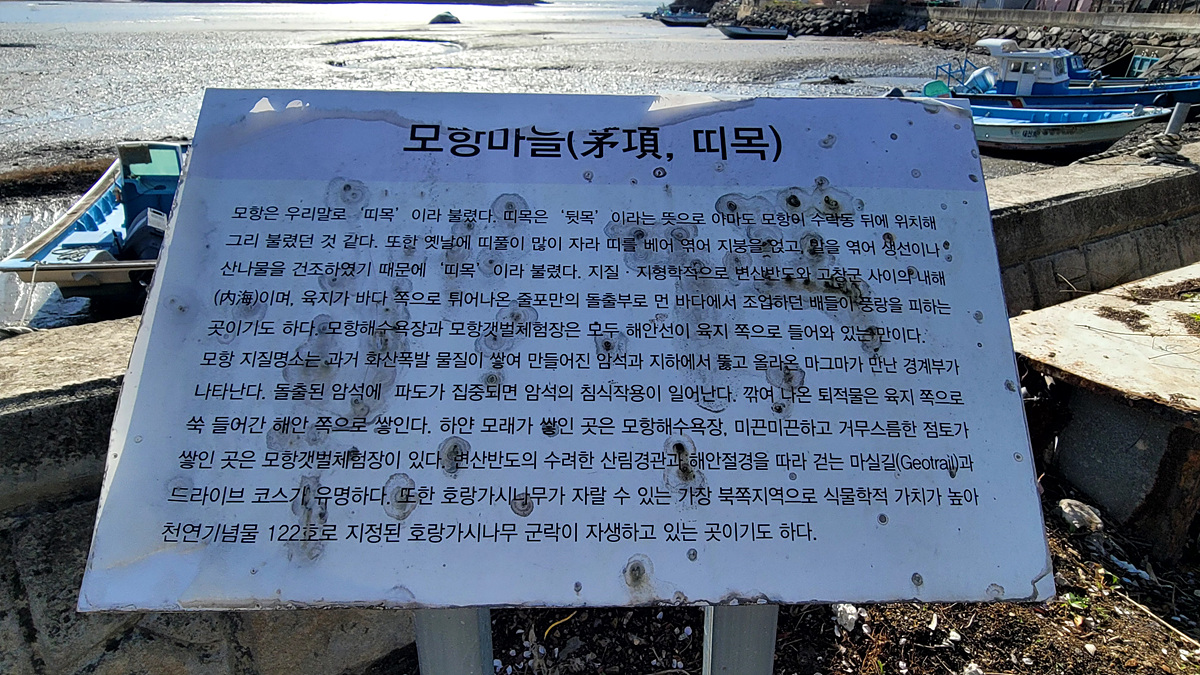 모항마늘(茅項, 띠목)
모항은 우리말로 ‘띠목’ 이라 불렸다. 띠목은 ‘뒷목’ 이라는 뜻으로 아마도 모항이 수락동 뒤에 위치해
그리 불렸던 것 같다. 또한 옛날에 띠풀이 많이 자라 띠를 베어 엮어 지붕을 얹고, 발을 엮어 생선이나
산나물을 건조하였기 때문에 ‘띠목’ 이라 불렸다. 지질 · 지형학적으로 변산반도와 고창군 사이의 내해
(内海)이며, 육지가 바다 쪽으로 튀어나온 줄포만의 돌출부로 먼 바다에서 조업하던 배들이 풍랑을 피하는
곳이기도 하다. 모항해수욕장과 모항갯벌체험장은 모두 해안선이 육지 쪽으로 들어와 있는 만이다.
모항 지질명소는 과거 화산폭발 물질이 쌓여 만들어진 암석과 지하에서 뚫고 올라온 마그마가 만난 경계부가
나타난다. 돌출된 암석에 파도가 집중되면 암석의 침식작용이 일어난다. 깎여 나온 퇴적물은 육지 쪽으로
쑥 들어간 해안 쪽으로 쌓인다. 하얀 모래가 쌓인 곳은 모항해수욕장, 미끈미끈하고 거무스름한 점토가
쌓인 곳은 모항갯벌체험장이 있다. 변산반도의 수려한 산림경관과 해안절경을 따라 걷는 마실길(Geotrail)과
드라이브 코스가 유명하다. 또한 호랑가시나무가 자랄 수 있는 가장 북쪽지역으로 식물학적 가치가 높아
천연기념물 122호로 지정된 호랑가시나무 군락이 자생하고 있는 곳이기도 하다.